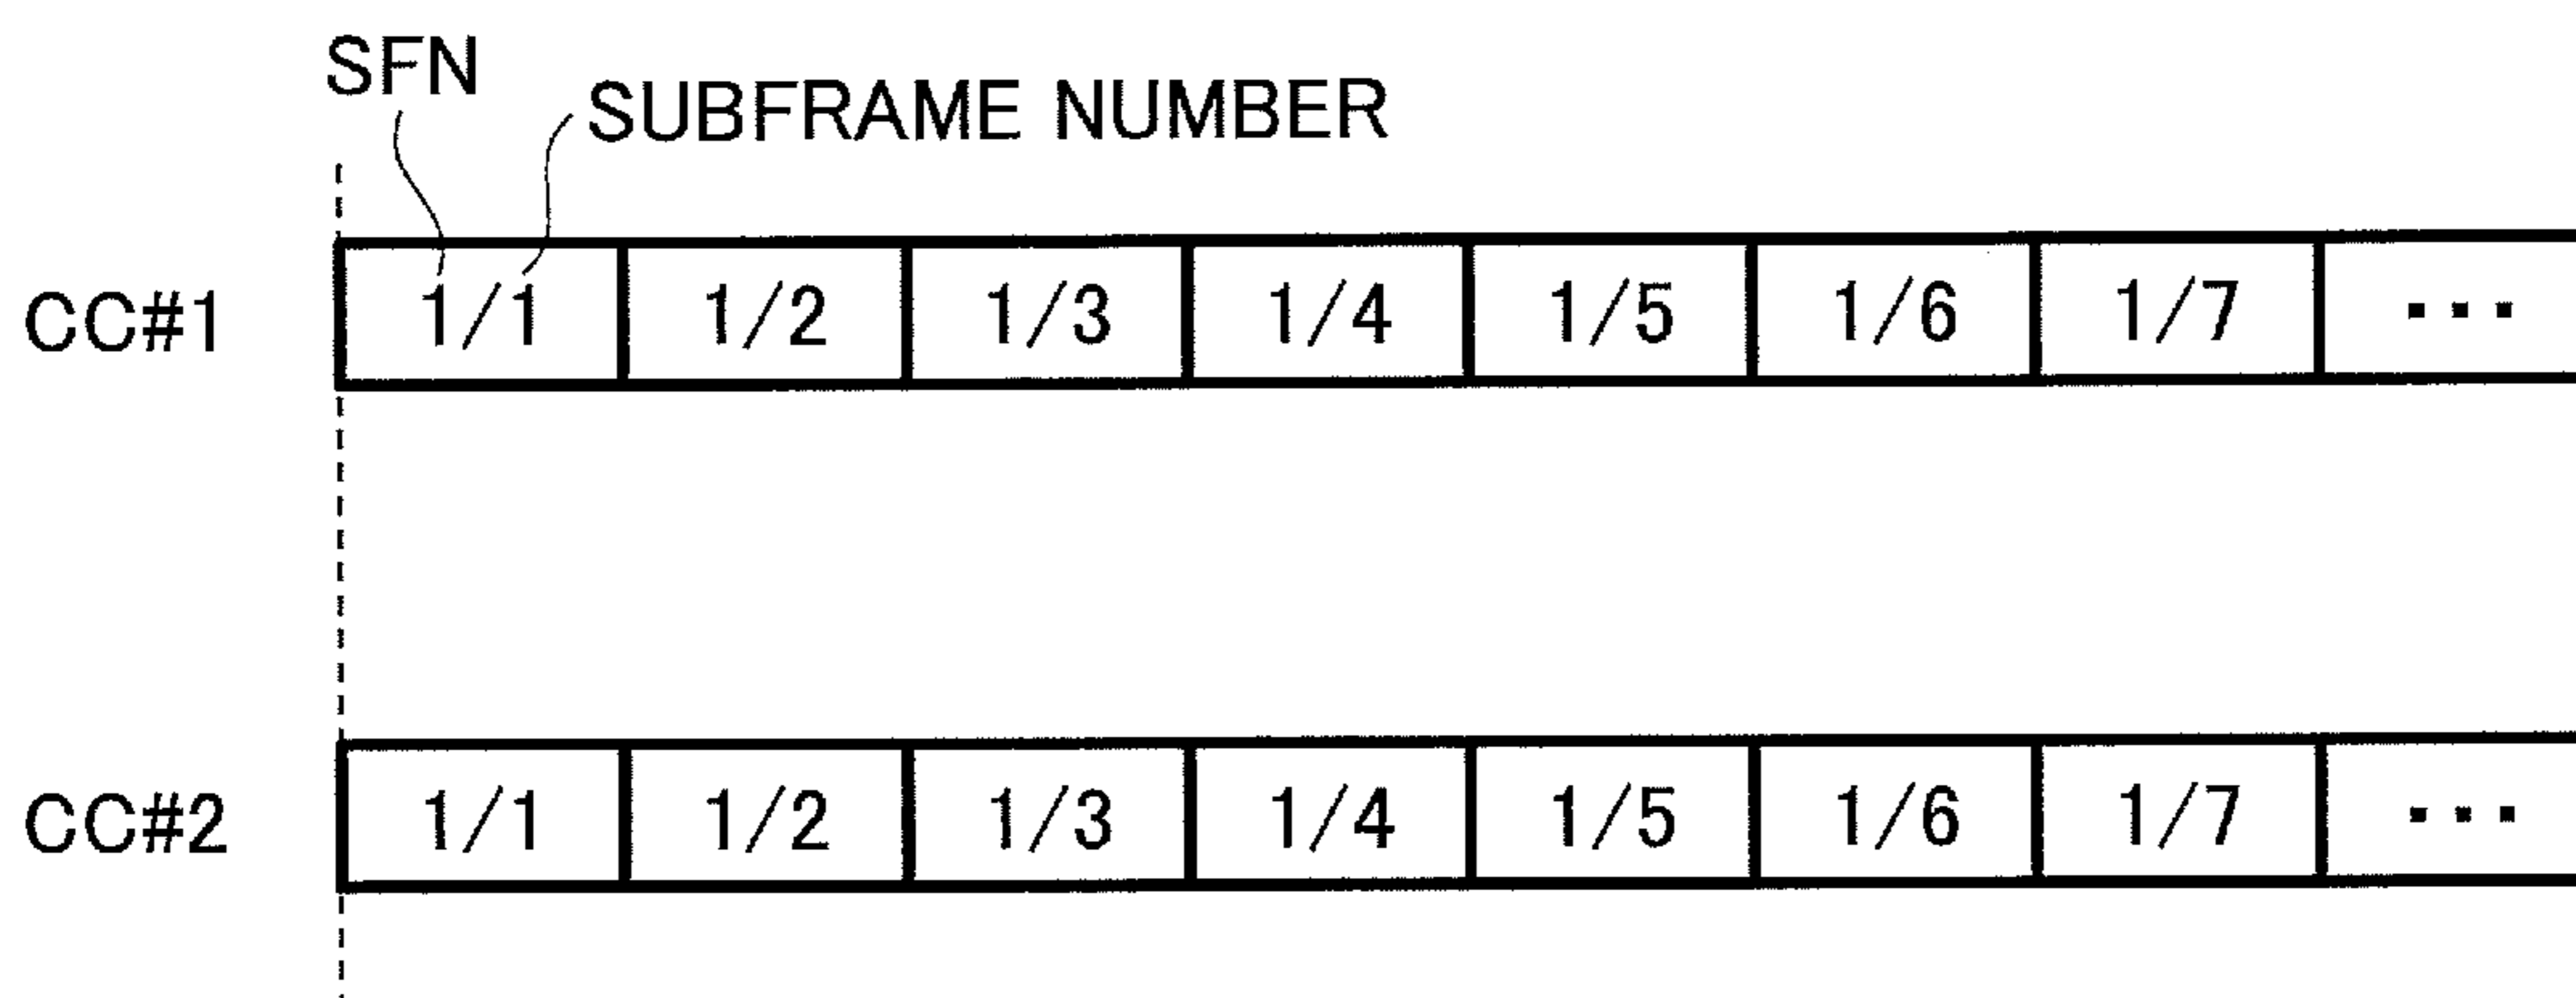 SFN
SUBFRAME NUMBER
CC#1 1/1 1/2 1/3 1/4 1/5 1/6 1/7 ...
CC#2 1/1 1/2 1/3 1/4 1/5 1/6 1/7 ...